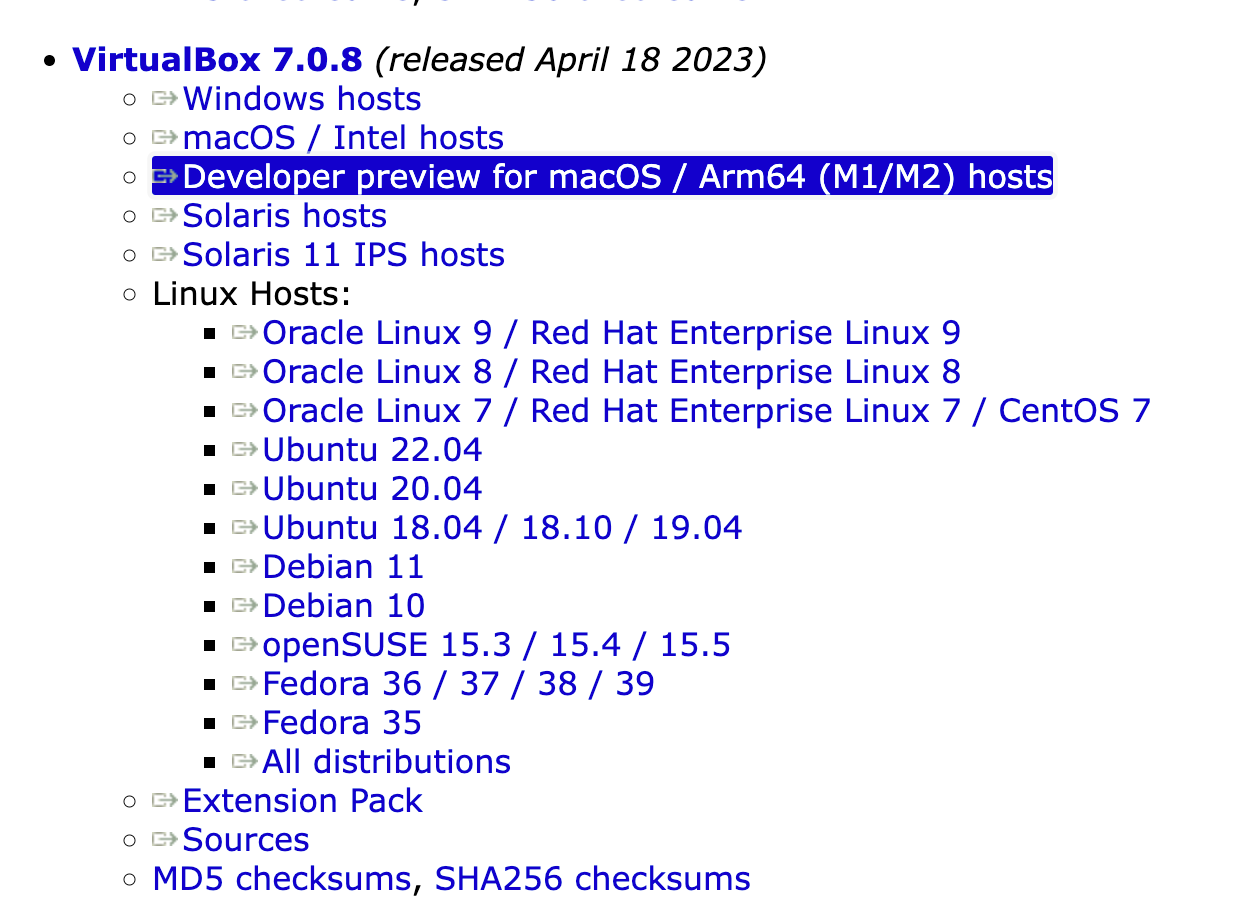 VirtualBox 7.0.8 (released April 18 2023)
Windows hosts
macOS / Intel hosts
Developer preview for macOS / Arm64 (M1/M2) hosts
Solaris hosts
Solaris 11 IPS hosts
Linux Hosts:
Oracle Linux 9 / Red Hat Enterprise Linux 9
Oracle Linux 8 / Red Hat Enterprise Linux 8
Oracle Linux 7 / Red Hat Enterprise Linux 7 / CentOS 7
Ubuntu 22.04
Ubuntu 20.04
Ubuntu 18.04 / 18.10 / 19.04
Debian 11
Debian 10
openSUSE 15.3 / 15.4 / 15.5
Fedora 36 / 37 / 38 / 39
Fedora 35
All distributions
Extension Pack
Sources
MD5 checksums, SHA256 checksums